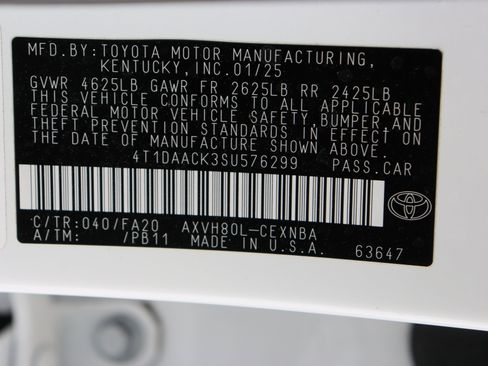 MFD. BY: TOYOTA MOTOR MANUFACTURING,
KENTUCKY, INC. 01/25
GVWR 4625LB GAWR FR 2625LB RR 2425LB
THIS VEHICLE CONFORMS TO ALL APPLICABLE
FEDERAL MOTOR VEHICLE SAFETY, BUMPER, AND
THEFT PREVENTION STANDARDS IN EFFECT ON
THE DATE OF MANUFACTURE SHOWN ABOVE.
4T1DAACK3SU576299 PASS.CAR
C/TR:040/FA20 AXVH80L-CEXNBA
A/TM: /PB11 MADE IN U.S.A. 63647